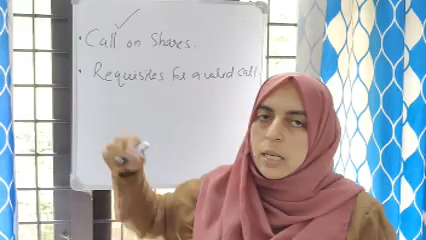 • Call on Shares.
• Requisites for a valid call